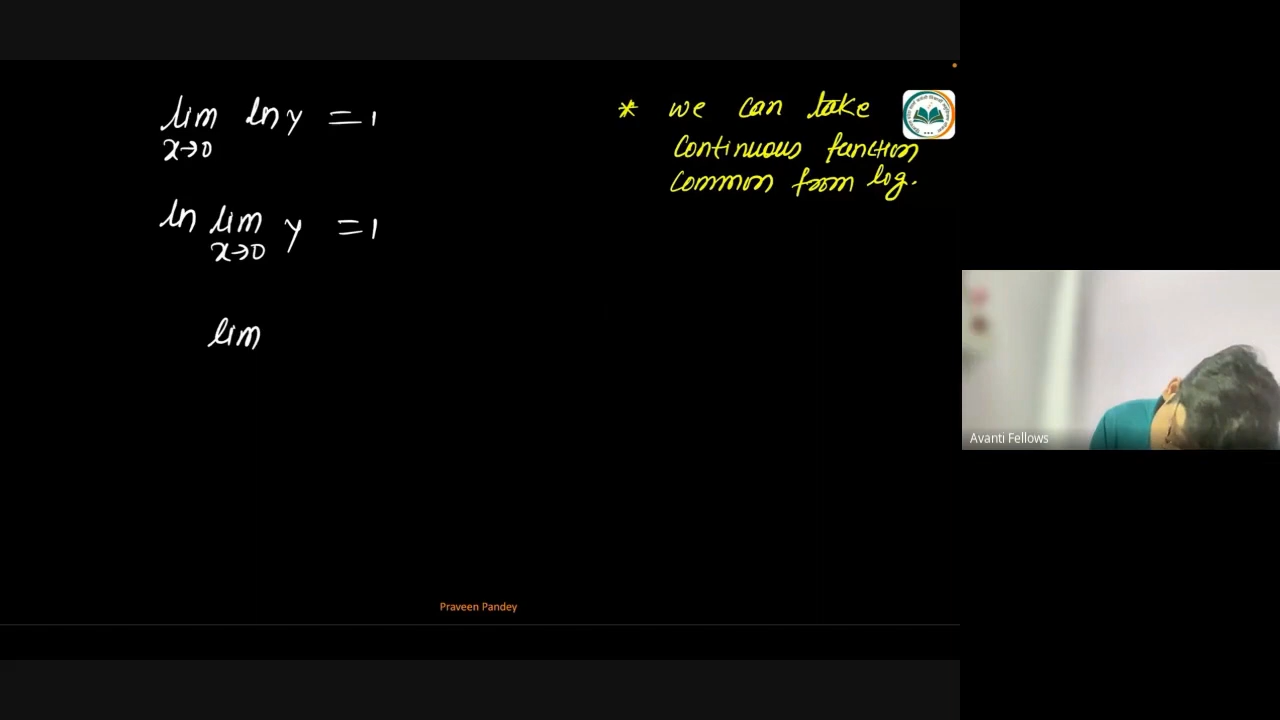 lim ln y = 1
x→0
ln lim y = 1
x→0
lim
* we can take
continuous function
common from log.
Avanti Fellows
Praveen Pandey